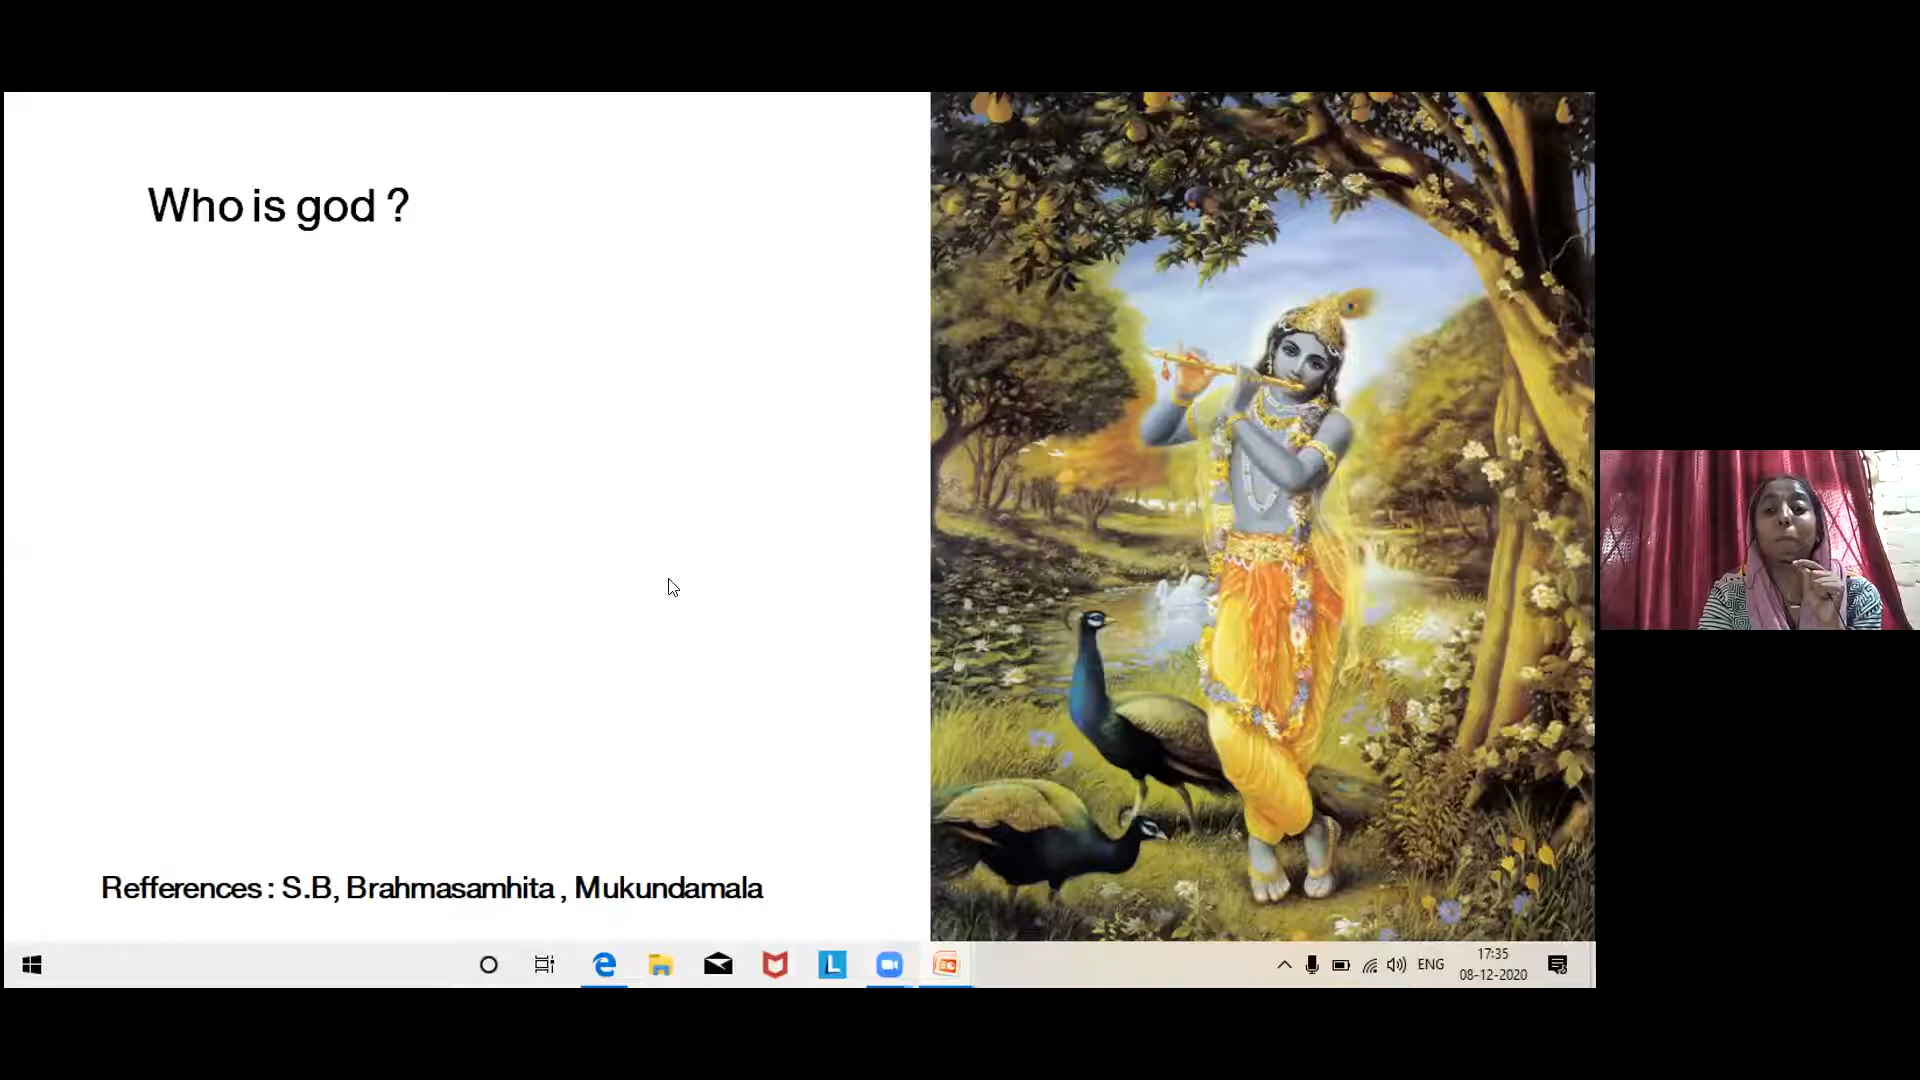 Who is god ?
Refferences : S.B, Brahmasamhita , Mukundamala
L
ENG
17:35
08-12-2020